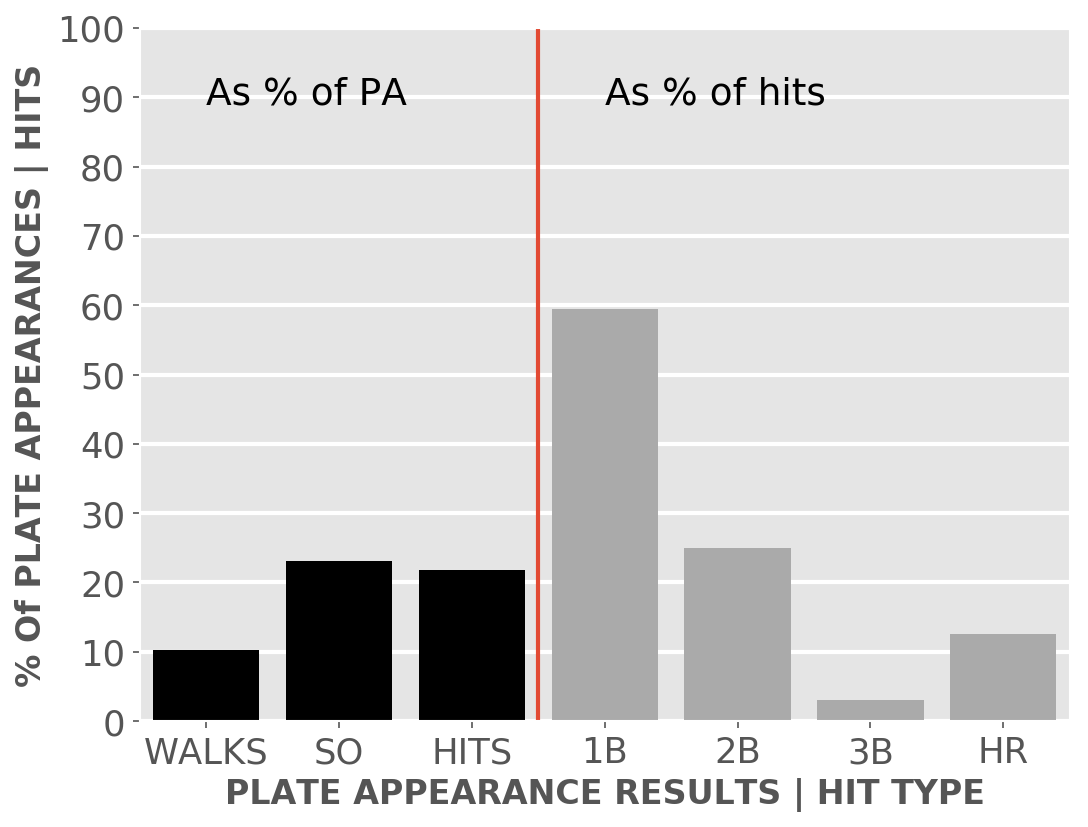 % Of PLATE APPEARANCES | HITS
100
90
80
70
60
50
40
30
20
10
0
As % of PA
As % of hits
WALKS SO HITS 1B 2B 3B HR
PLATE APPEARANCE RESULTS | HIT TYPE